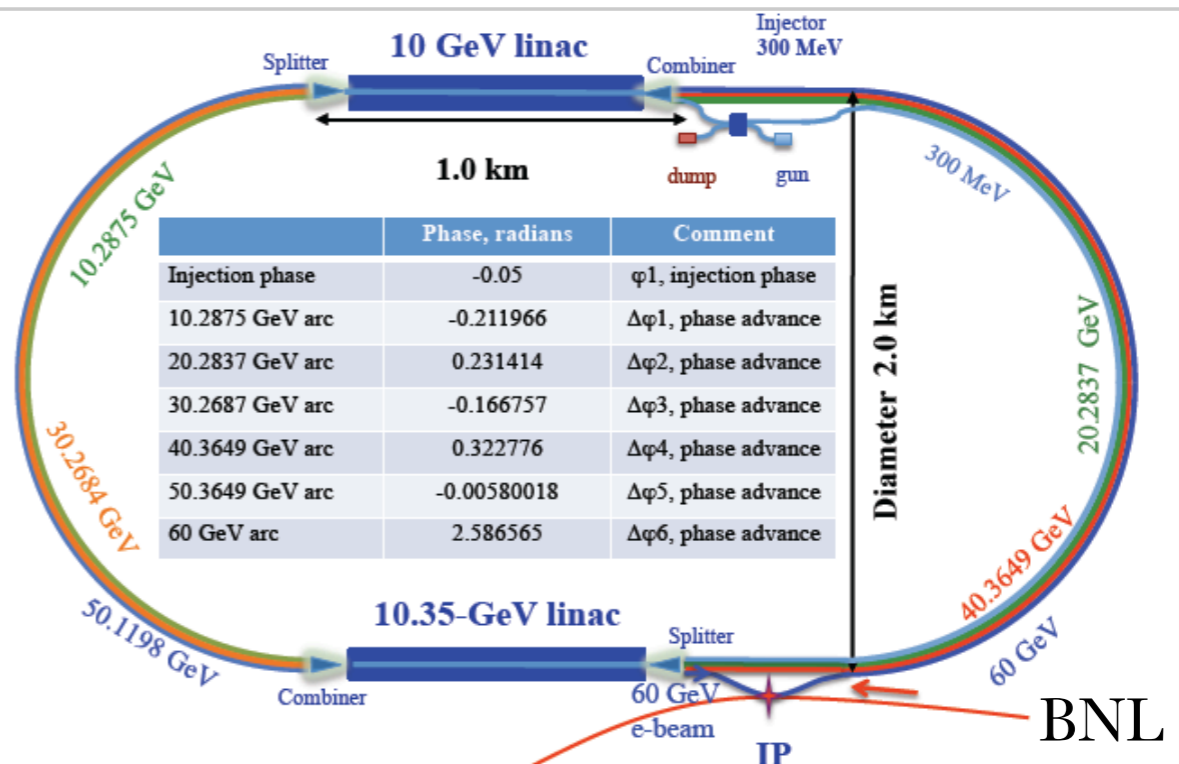 Injector
300 MeV
10 GeV linac
Splitter
Combiner
1.0 km
dump
gun
300 MeV
10.2875 GeV
Phase, radians Comment
Injection phase -0.05 φ1, injection phase
10.2875 GeV arc -0.211966 Δφ1, phase advance
20.2837 GeV arc 0.231414 Δφ2, phase advance
30.2687 GeV arc -0.166757 Δφ3, phase advance
40.3649 GeV arc 0.322776 Δφ4, phase advance
50.3649 GeV arc -0.00580018 Δφ5, phase advance
60 GeV arc 2.586565 Δφ6, phase advance
Diameter 2.0 km
20.2837 GeV
30.2684 GeV
40.3649 GeV
50.1198 GeV
60 GeV
10.35-GeV linac
Splitter
Combiner
60 GeV
e-beam
IP
BNL